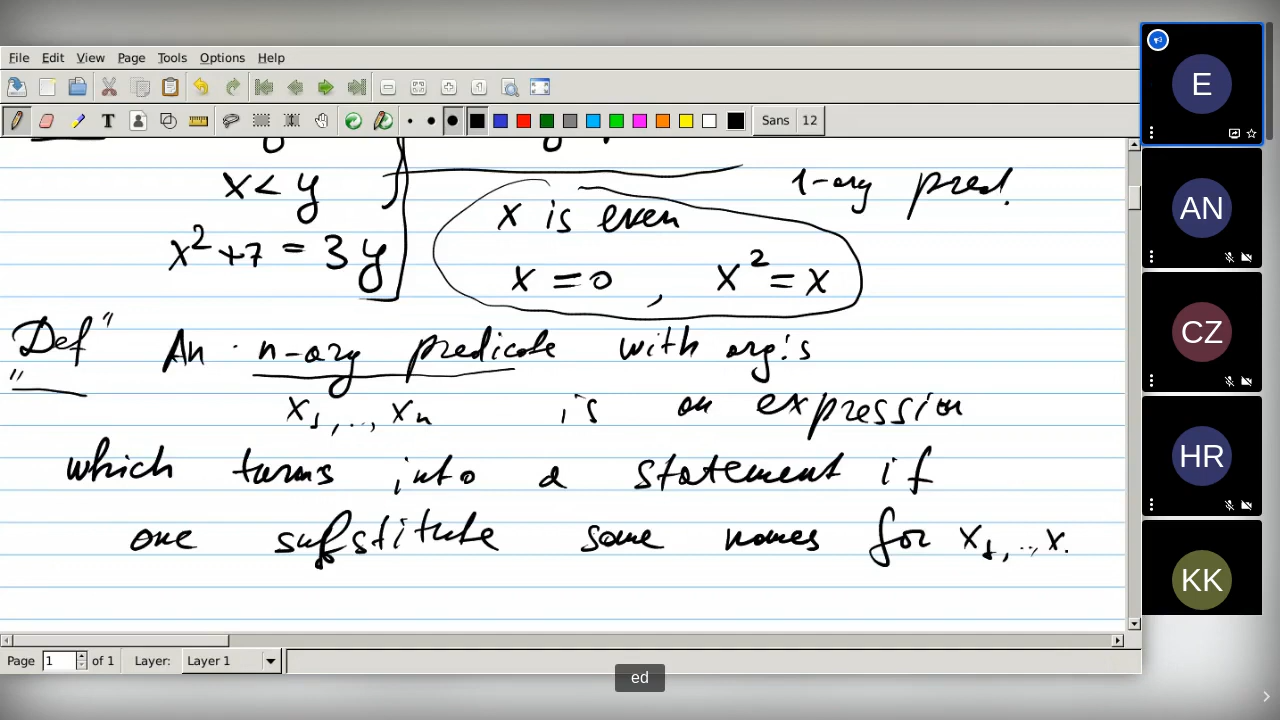 File Edit View Page Tools Options Help
Sans 12
x < y
1-ary pred!
x is even
x² + 7 = 3y
x = 0 , x² = x
"Def" An n-ary predicate with arg's
x₁, .., xₙ is an expression
which turns into a statement if
one substitute some names for x₁, .., x.
Page 1 of 1 Layer: Layer 1
ed
E
AN
CZ
HR
KK